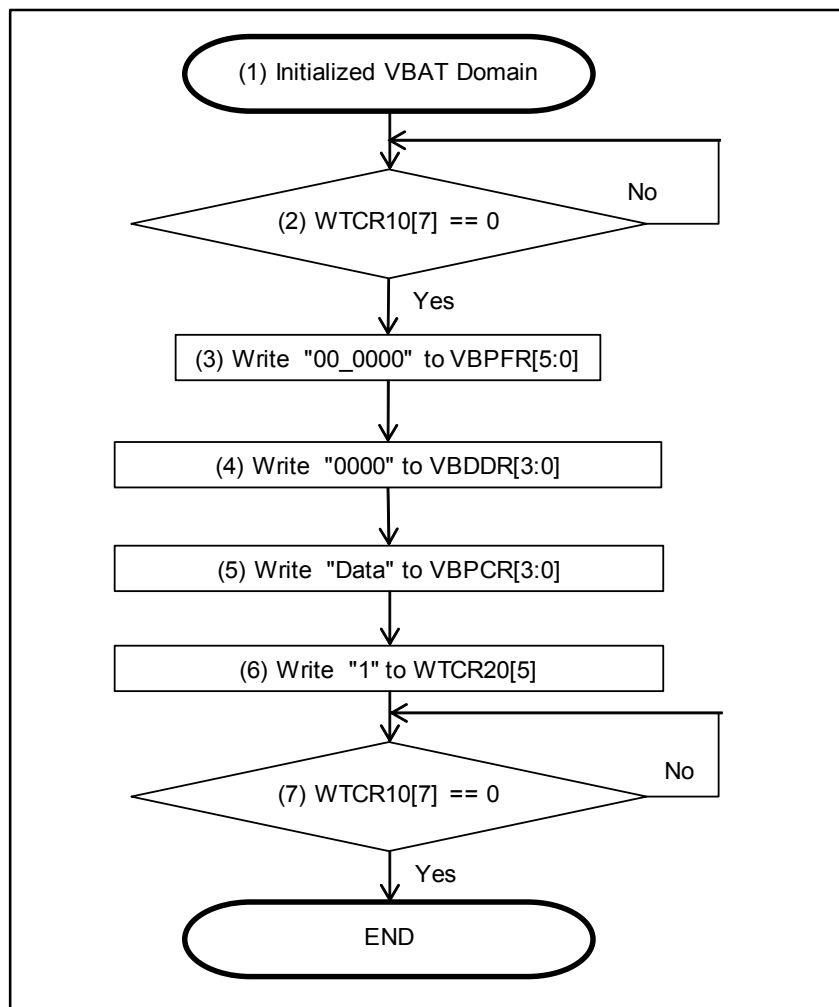 (1) Initialized VBAT Domain
No
(2) WTCR10[7] == 0
Yes
(3) Write "00_0000" to VBPFR[5:0]
(4) Write "0000" to VBDDR[3:0]
(5) Write "Data" to VBPCR[3:0]
(6) Write "1" to WTCR20[5]
No
(7) WTCR10[7] == 0
Yes
END